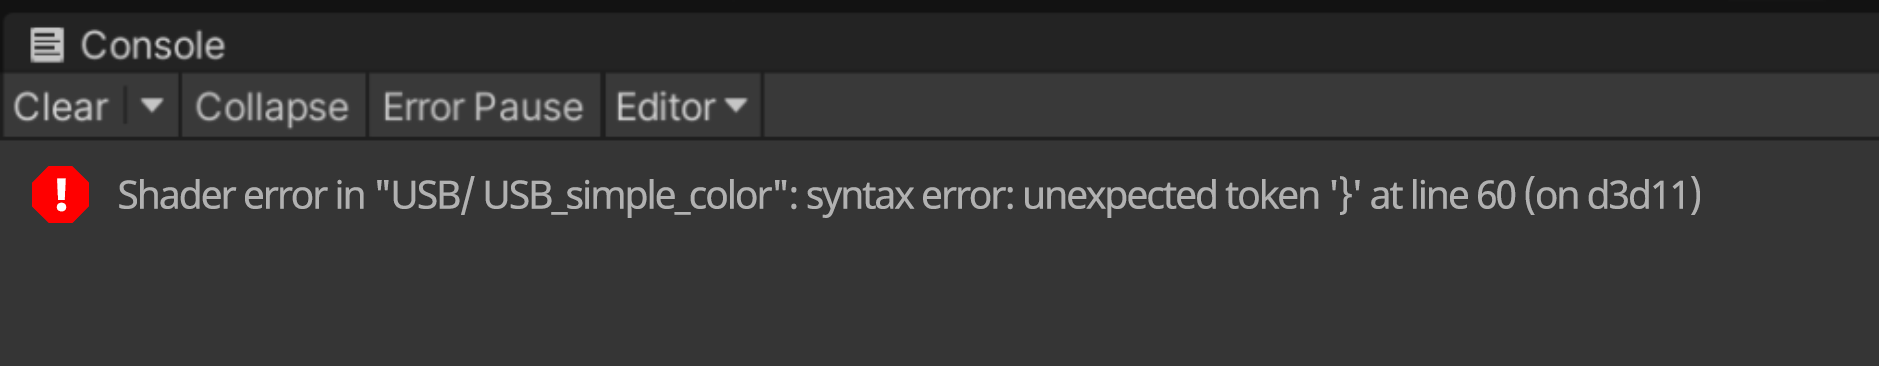 Console
Clear Collapse Error Pause Editor
Shader error in "USB/ USB_simple_color": syntax error: unexpected token '}' at line 60 (on d3d11)